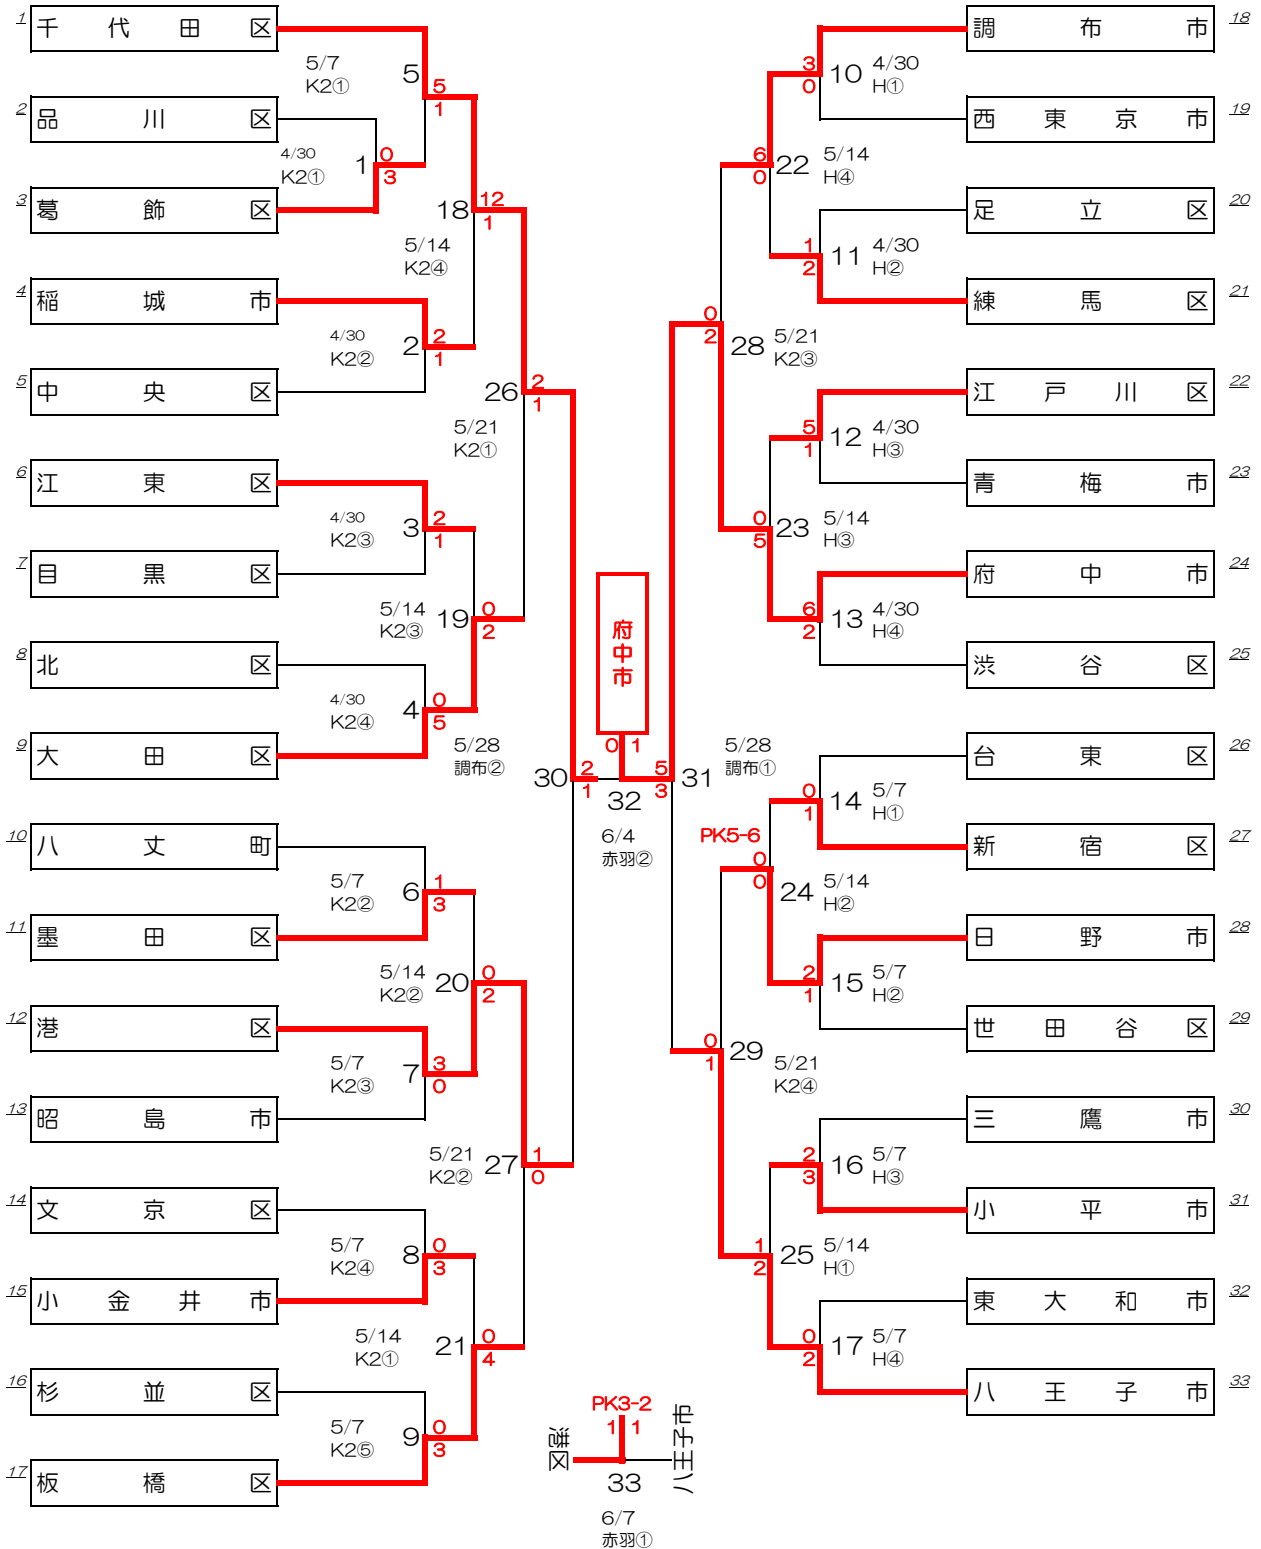 1 千代田区
2 品川区
3 葛飾区
4 稲城市
5 中央区
6 江東区
7 目黒区
8 北区
9 大田区
10 八丈町
11 墨田区
12 港区
13 昭島市
14 文京区
15 小金井市
16 杉並区
17 板橋区
5/7
K2①
5
5
1
4/30
K2①
1
0
3
18
12
1
5/14
K2④
4/30
K2②
2
2
1
26
2
1
5/21
K2①
4/30
K2③
3
2
1
5/14
K2③
19
0
2
4/30
K2④
4
0
5
5/28
調布②
30
2
1
5/7
K2②
6
1
3
5/14
K2②
20
0
2
5/7
K2③
7
3
0
5/21
K2②
27
1
0
5/7
K2④
8
0
3
5/14
K2①
21
0
4
5/7
K2⑤
9
0
3
府中市
0 1
32
6/4
赤羽②
PK3-2
1 1
港区
八王子市
33
6/7
赤羽①
3
0
10
4/30
H①
6
0
22
5/14
H④
1
2
11
4/30
H②
0
2
28
5/21
K2③
5
1
12
4/30
H③
0
5
23
5/14
H③
6
2
13
4/30
H④
5
3
31
5/28
調布①
0
1
14
5/7
H①
PK5-6
0
0
24
5/14
H②
2
1
15
5/7
H②
0
1
29
5/21
K2④
2
3
16
5/7
H③
1
2
25
5/14
H①
0
2
17
5/7
H④
調布市 18
西東京市 19
足立区 20
練馬区 21
江戸川区 22
青梅市 23
府中市 24
渋谷区 25
台東区 26
新宿区 27
日野市 28
世田谷区 29
三鷹市 30
小平市 31
東大和市 32
八王子市 33